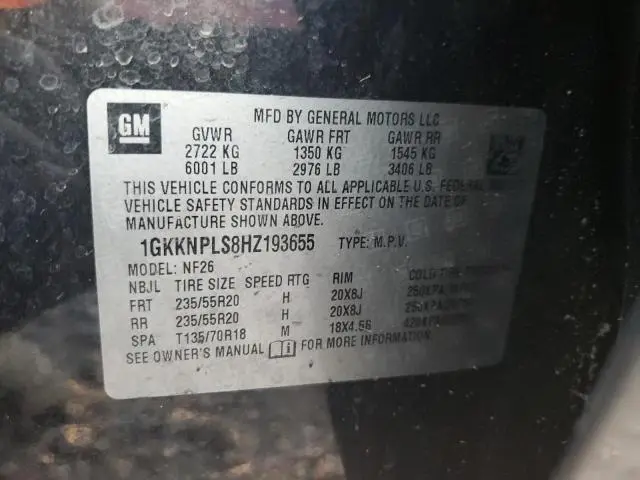 GM
MFD BY GENERAL MOTORS LLC
GVWR GAWR FRT GAWR RR
2722 KG 1350 KG 1545 KG
6001 LB 2976 LB 3406 LB
THIS VEHICLE CONFORMS TO ALL APPLICABLE U.S. FEDERAL
VEHICLE SAFETY STANDARDS IN EFFECT ON THE DATE OF
MANUFACTURE SHOWN ABOVE.
1GKKNPLS8HZ193655 TYPE: M.P.V.
MODEL: NF26
NBJL TIRE SIZE SPEED RTG RIM COLD TIRE
FRT 235/55R20 H 20X8J
RR 235/55R20 H 20X8J
SPA T135/70R18 M
SEE OWNER'S MANUAL FOR MORE INFORMATION